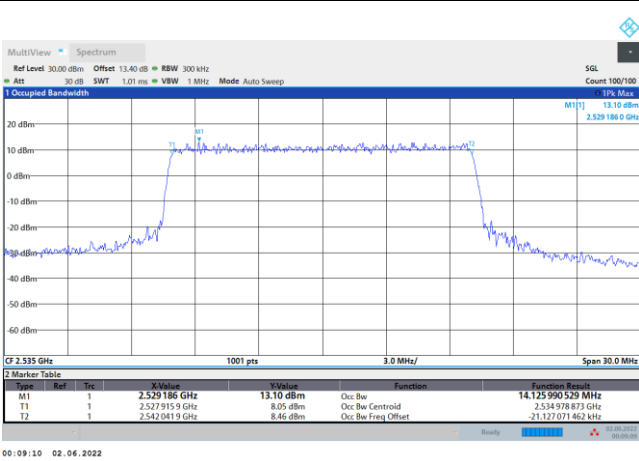 MultiView Spectrum
Ref Level 30.00 dBm Offset 13.40 dB RBW 300 kHz SGL
Att 30 dB SWT 1.01 ms VBW 1 MHz Mode Auto Sweep Count 100/100
1 Occupied Bandwidth 1Pk Max
M1[1] 13.10 dBm
2.529 186 0 GHz
20 dBm
M1
T1 T2
10 dBm
0 dBm
-10 dBm
-20 dBm
-30 dBm
-40 dBm
-50 dBm
-60 dBm
CF 2.535 GHz 1001 pts 3.0 MHz/ Span 30.0 MHz
2 Marker Table
Type Ref Trc X-Value Y-Value Function Function Result
M1 1 2.529 186 GHz 13.10 dBm Occ Bw 14.125 990 529 MHz
T1 1 2.527 915 9 GHz 8.05 dBm Occ Bw Centroid 2.534 978 873 GHz
T2 1 2.542 041 9 GHz 8.46 dBm Occ Bw Freq Offset -21.127 071 462 kHz
Ready 02.06.2022
00:09:09
00:09:10 02.06.2022